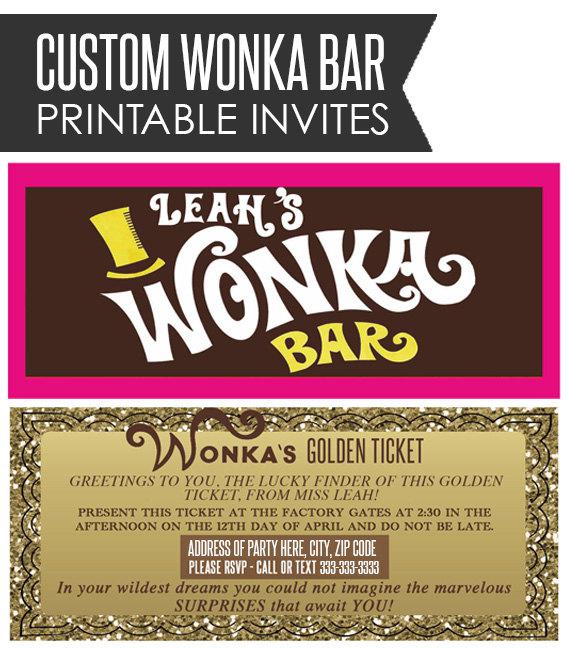 CUSTOM WONKA BAR
PRINTABLE INVITES
LEAH'S
WONKA
BAR
WONKA'S GOLDEN TICKET
GREETINGS TO YOU, THE LUCKY FINDER OF THIS GOLDEN
TICKET, FROM MISS LEAH!
PRESENT THIS TICKET AT THE FACTORY GATES AT 2:30 IN THE
AFTERNOON ON THE 12TH DAY OF APRIL AND DO NOT BE LATE.
ADDRESS OF PARTY HERE, CITY, ZIP CODE
PLEASE RSVP - CALL OR TEXT 333-333-3333
In your wildest dreams you could not imagine the marvelous
SURPRISES that await YOU!